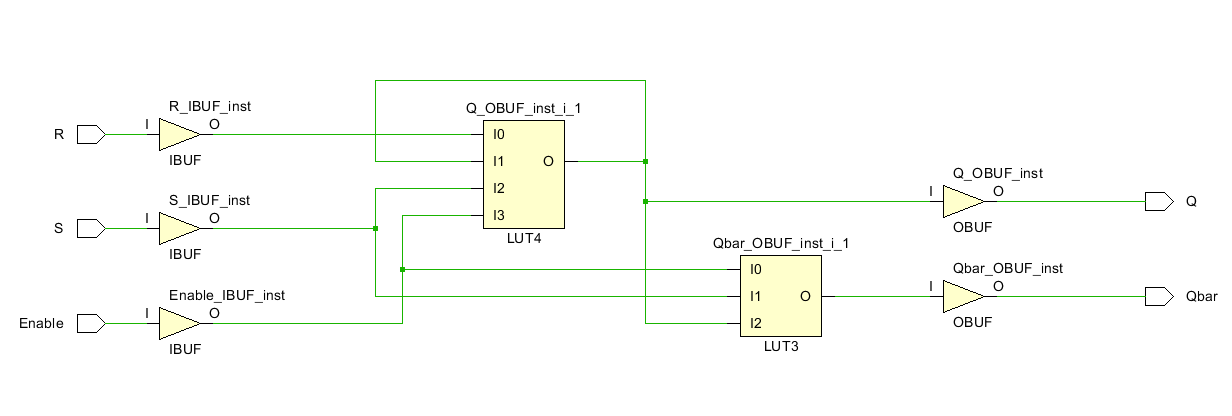 R_IBUF_inst
R
I
O
IBUF
Q_OBUF_inst_i_1
I0
I1
O
I2
I3
LUT4
S_IBUF_inst
S
I
O
IBUF
Enable_IBUF_inst
Enable
I
O
IBUF
Qbar_OBUF_inst_i_1
I0
I1
O
I2
LUT3
Q_OBUF_inst
I
O
Q
OBUF
Qbar_OBUF_inst
I
O
Qbar
OBUF